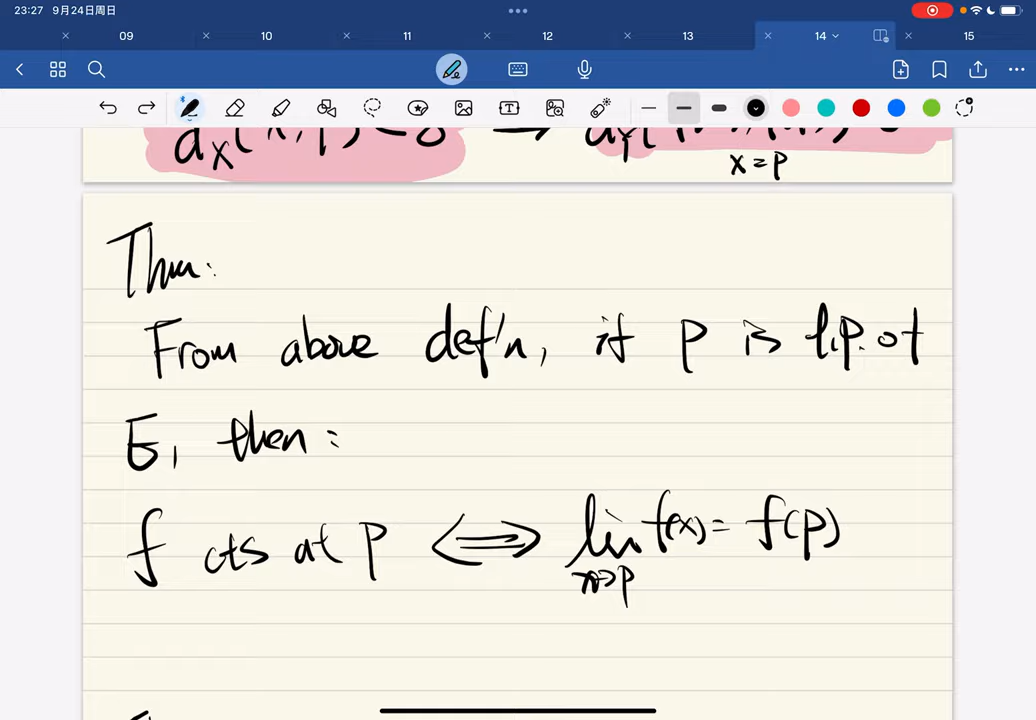 23:27 9月24日周日
09 10 11 12 13 14 15
x = p
Thm:
From above def'n, if p is l.p. of
E, then:
f cts at p ⟺ lim f(x) = f(p)
x→p